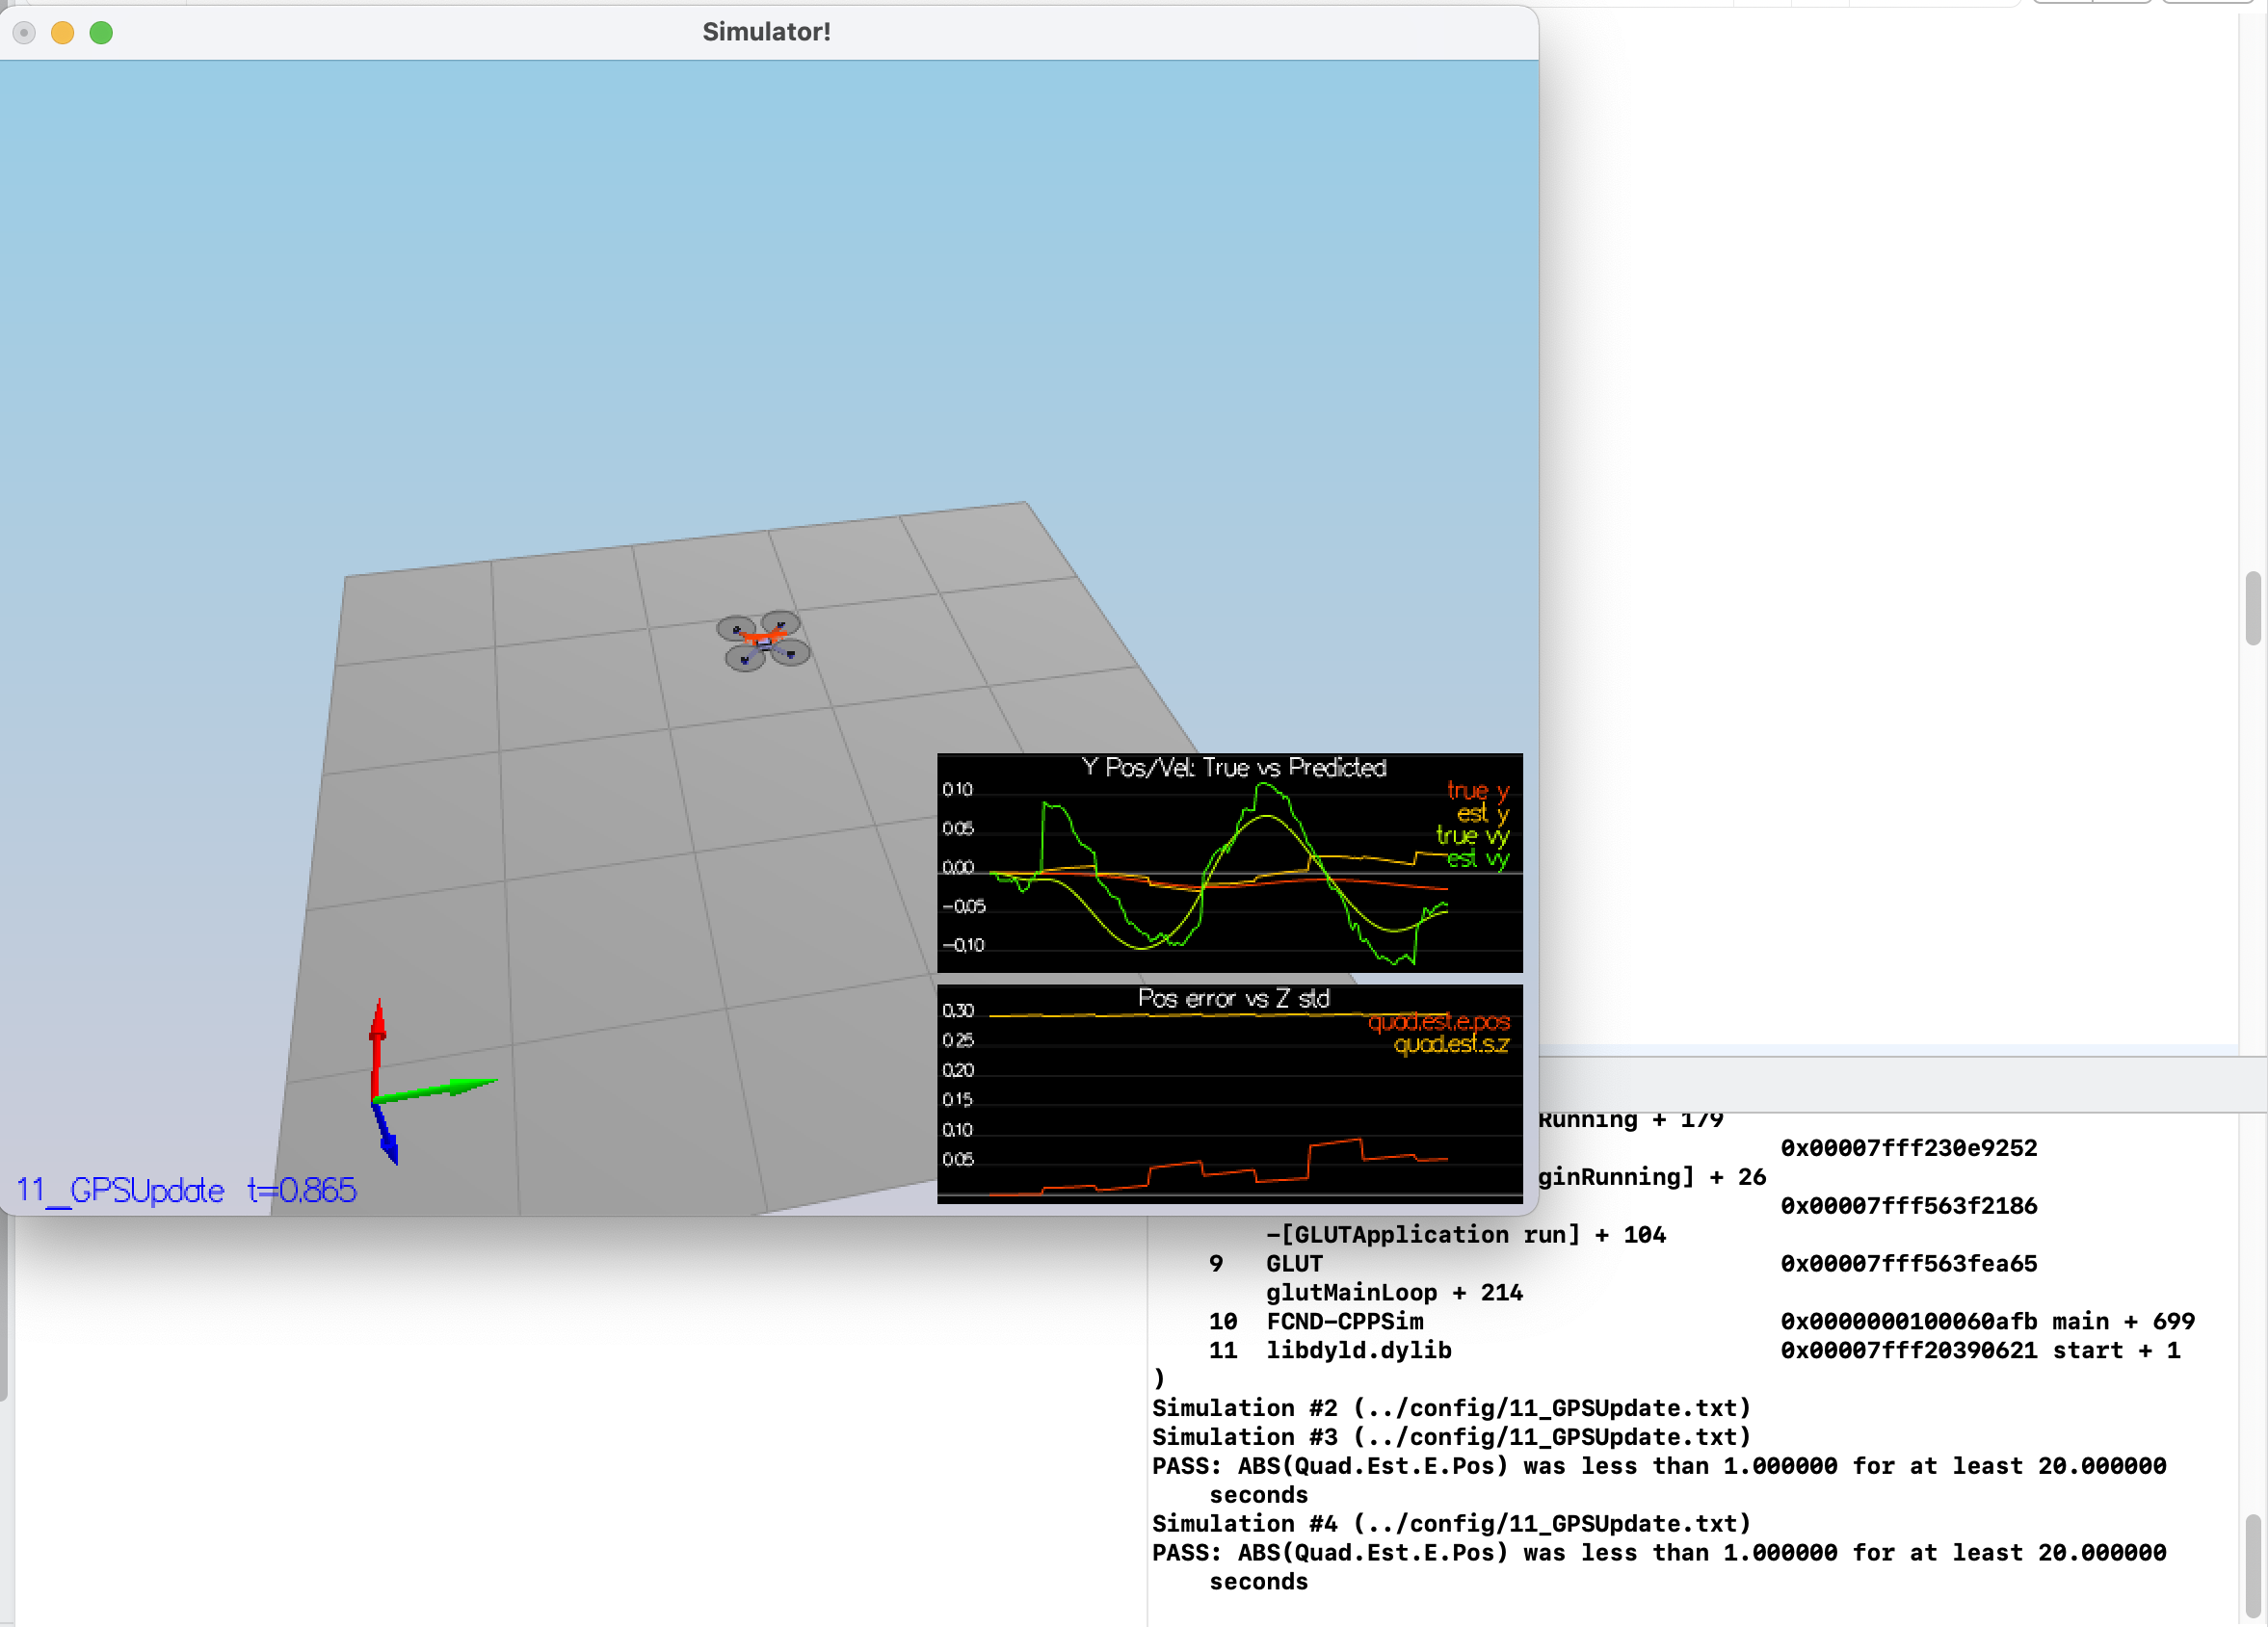 Simulator!
Y Pos/Vel: True vs Predicted
0.10
0.05
0.00
-0.05
-0.10
true y
est y
true vy
est vy
Pos error vs Z std
0.30
0.25
0.20
0.15
0.10
0.05
quad.est.e.pos
quad.est.s.z
11_GPSUpdate t=0.865
Running + 179
0x00007fff230e9252
ginRunning] + 26
0x00007fff563f2186
-[GLUTApplication run] + 104
9 GLUT 0x00007fff563fea65
glutMainLoop + 214
10 FCND-CPPSim 0x0000000100060afb main + 699
11 libdyld.dylib 0x00007fff20390621 start + 1
)
Simulation #2 (../config/11_GPSUpdate.txt)
Simulation #3 (../config/11_GPSUpdate.txt)
PASS: ABS(Quad.Est.E.Pos) was less than 1.000000 for at least 20.000000
seconds
Simulation #4 (../config/11_GPSUpdate.txt)
PASS: ABS(Quad.Est.E.Pos) was less than 1.000000 for at least 20.000000
seconds